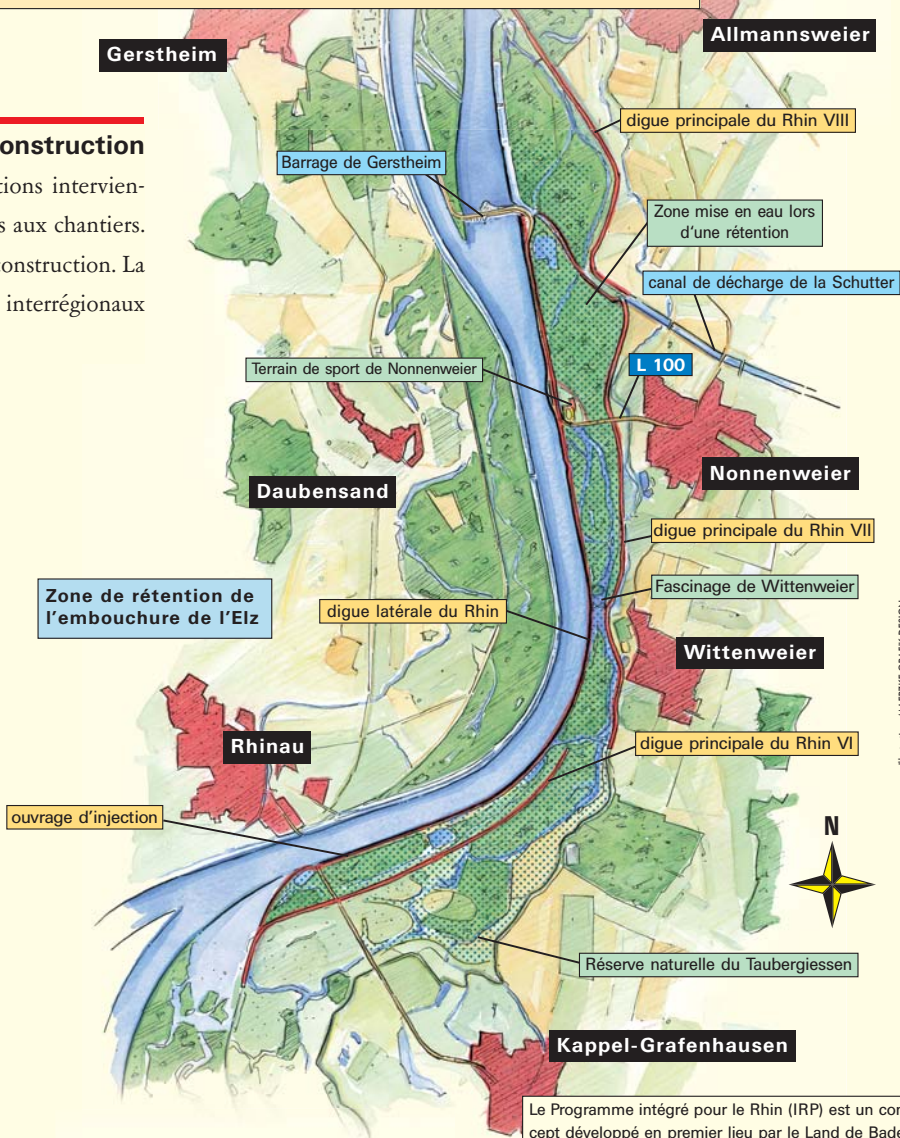 Gerstheim
Allmannsweier
onstruction
tions intervien-
s aux chantiers.
onstruction. La
interrégionaux
digue principale du Rhin VIII
Barrage de Gerstheim
Zone mise en eau lors
d'une rétention
canal de décharge de la Schutter
L 100
Terrain de sport de Nonnenweier
Nonnenweier
Daubensand
digue principale du Rhin VII
Fascinage de Wittenweier
Zone de rétention de
l'embouchure de l'Elz
digue latérale du Rhin
Wittenweier
Rhinau
digue principale du Rhin VI
ouvrage d'injection
N
Réserve naturelle du Taubergiessen
Kappel-Grafenhausen
Le Programme intégré pour le Rhin (IRP) est un con
cept développé en premier lieu par le Land de Bade